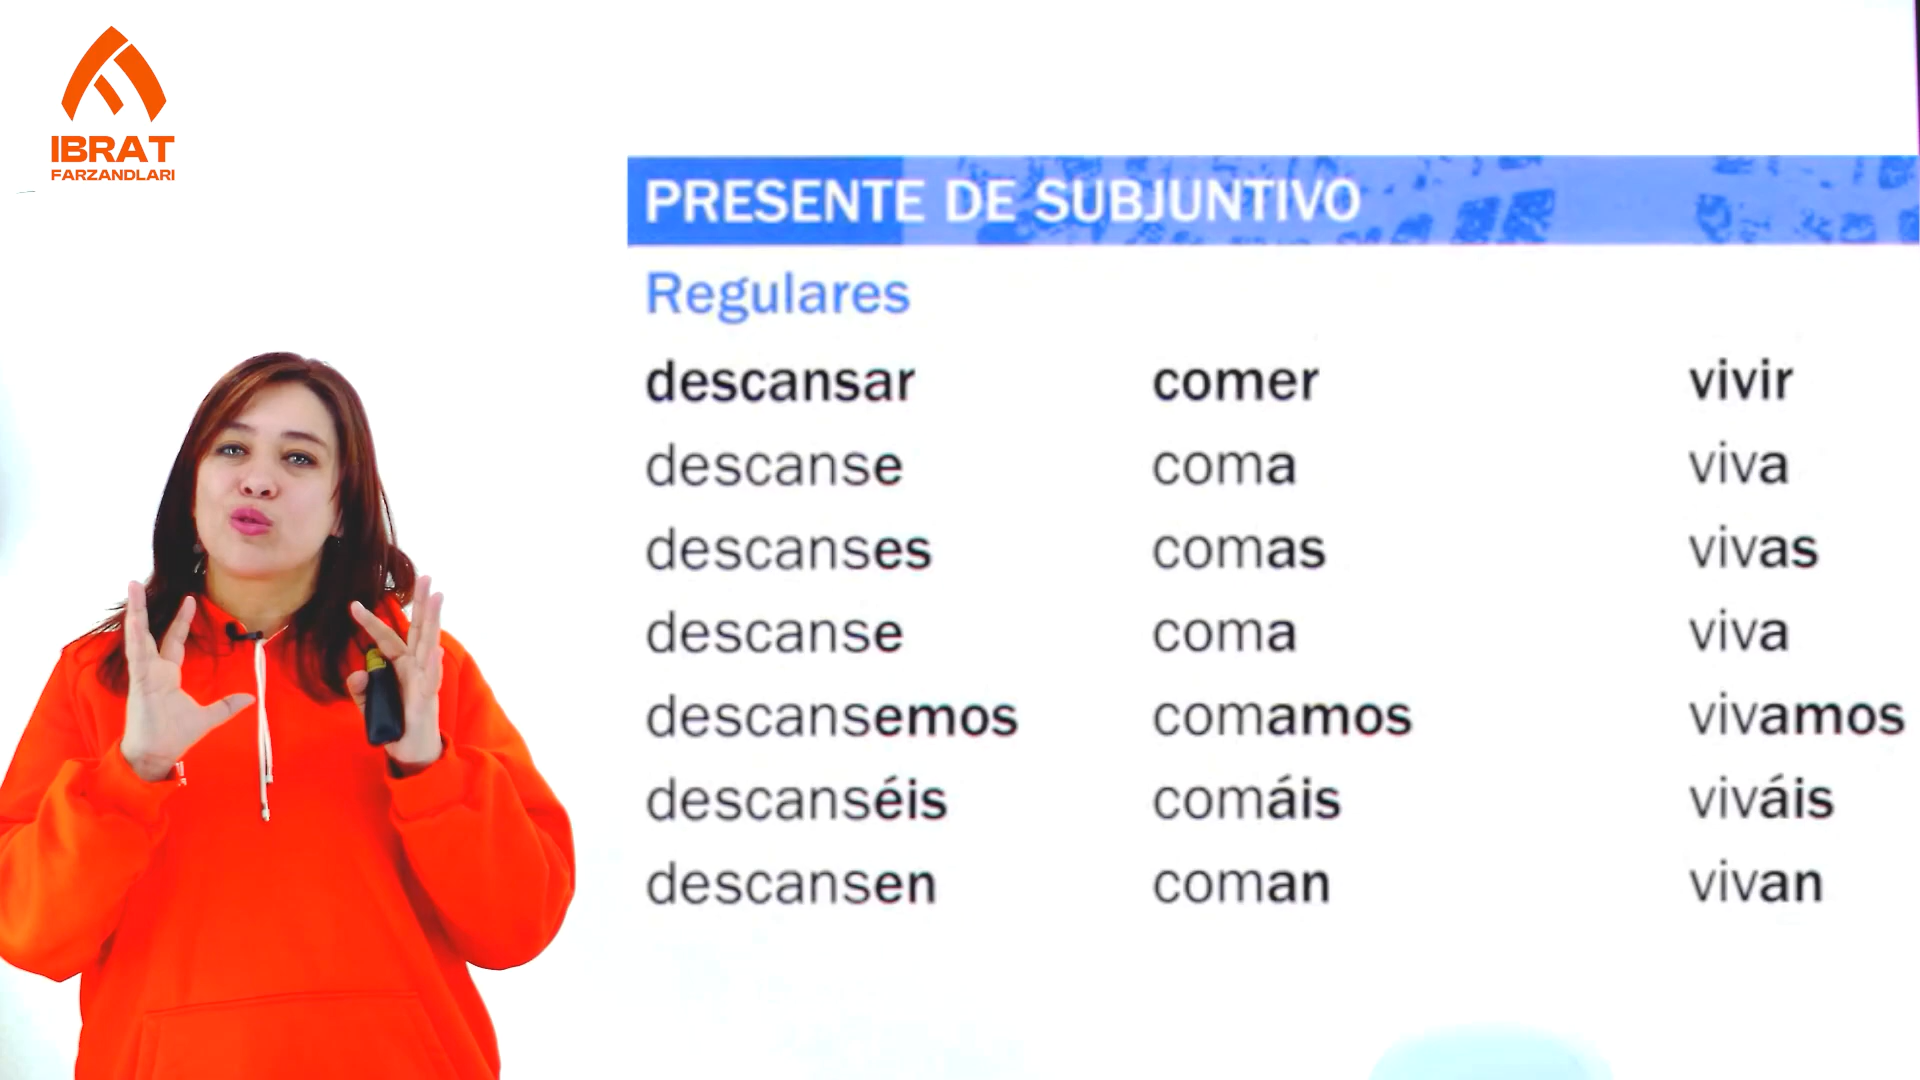 IBRAT
FARZANDLARI
PRESENTE DE SUBJUNTIVO
Regulares
descansar comer vivir
descanse coma viva
descanses comas vivas
descanse coma viva
descansemos comamos vivamos
descanséis comáis viváis
descansen coman vivan